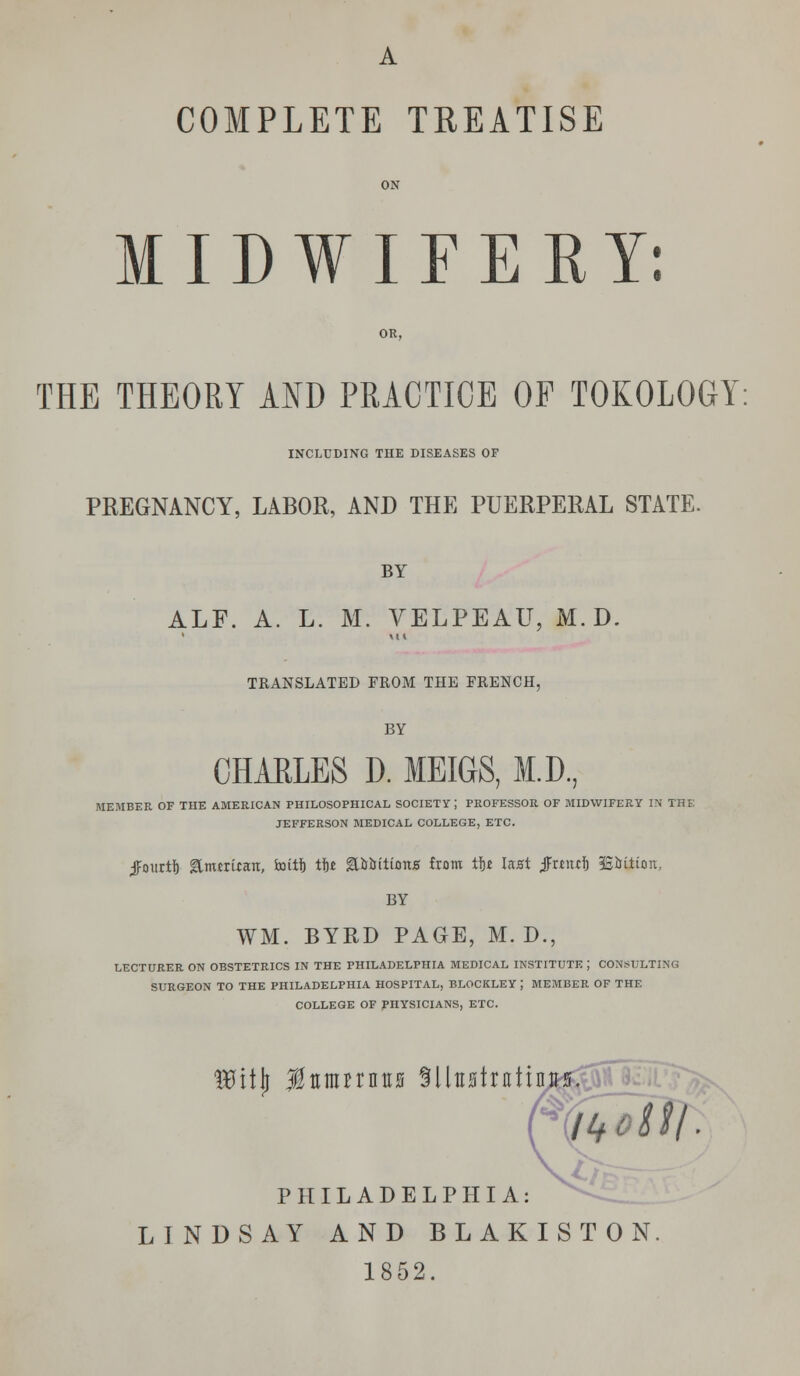 A
COMPLETE TREATISE
ON
MIDWIFERY:
OR,
THE THEORY AND PRACTICE OF TOKOLOGY:
INCLUDING THE DISEASES OF
PREGNANCY, LABOR, AND THE PUERPERAL STATE.
BY
ALF. A. L. M. VELPEAU, M.D.
TRANSLATED FROM THE FRENCH,
BY
CHARLES D. MEIGS, M.D.,
MEMBER OF THE AMERICAN PHILOSOPHICAL SOCIETY; PROFESSOR OF MIDWIFERY IN THE
JEFFERSON MEDICAL COLLEGE, ETC.
Fourth American, with the Additions from the last French Edition,
BY
WM. BYRD PAGE, M.D.,
LECTURER ON OBSTETRICS IN THE PHILADELPHIA MEDICAL INSTITUTE; CONSULTING
SURGEON TO THE PHILADELPHIA HOSPITAL, BLOCKLEY; MEMBER OF THE
COLLEGE OF PHYSICIANS, ETC.
With Numerous Illustrations.
PHILADELPHIA:
LINDSAY AND BLAKISTON.
1852.